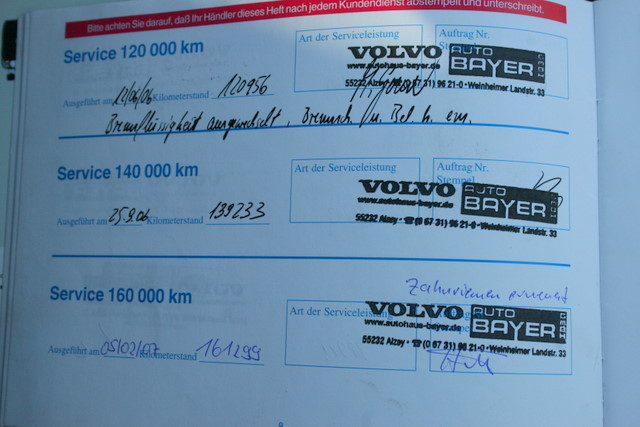 Bitte achten Sie darauf, daß Ihr Händler dieses Heft nach jedem Kundendienst abstempelt und unterschreibt.
Service 120 000 km
Art der Serviceleistung
Auftrag Nr.
VOLVO AUTO BAYER
www.autohaus-bayer.de
55232 Alzey · ☎ (0 67 31) 96 21-0 · Weinheimer Landstr. 33
Ausgeführt am 12/06/06 Kilometerstand 120956
Bremsflüssigkeit ausgewechselt, Bremsch. u. Bel. h. ern.
Service 140 000 km
Art der Serviceleistung
Auftrag Nr.
Stempel
VOLVO AUTO BAYER
www.autohaus-bayer.de
55232 Alzey · ☎ (0 67 31) 96 21-0 · Weinheimer Landstr. 33
Ausgeführt am 25.9.06 Kilometerstand 139233
Zahnriemen erneuert
Service 160 000 km
Art der Serviceleistung
VOLVO AUTO BAYER
www.autohaus-bayer.de
55232 Alzey · ☎ (0 67 31) 96 21-0 · Weinheimer Landstr. 33
Ausgeführt am 05/02/07 Kilometerstand 161299